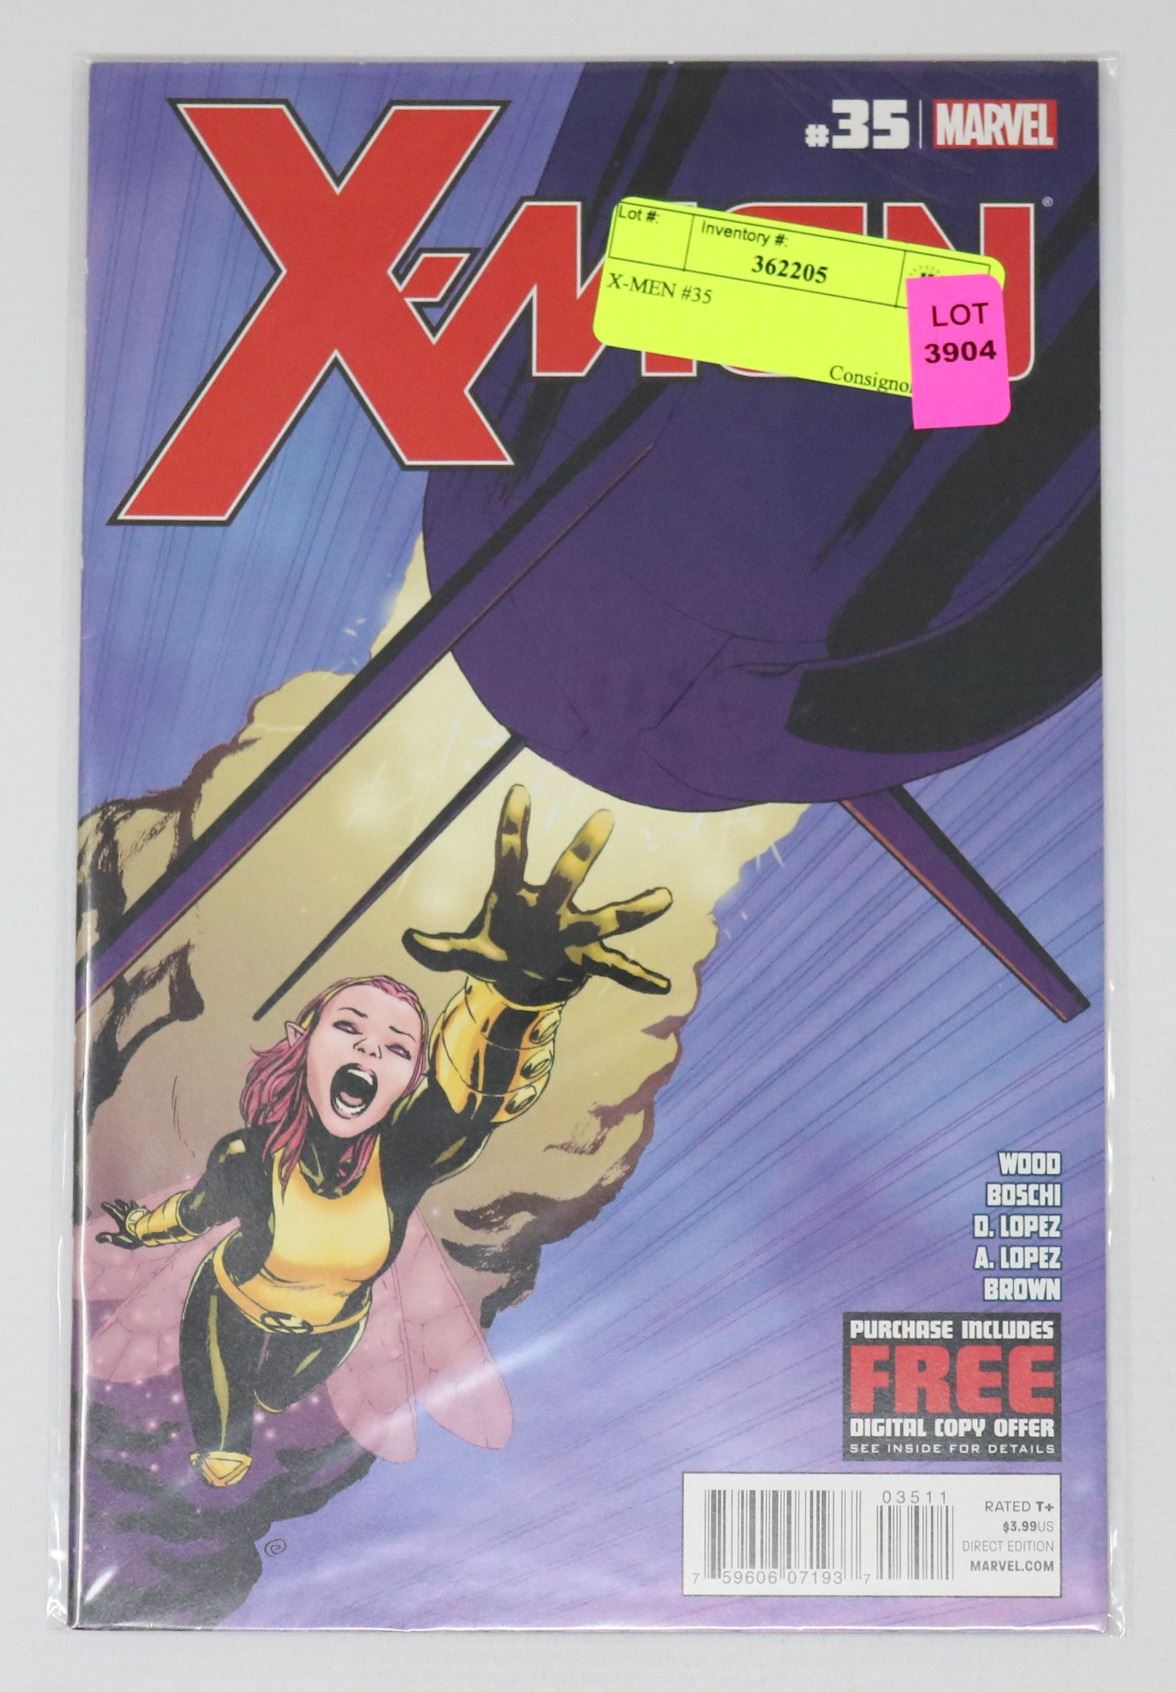 #35 | MARVEL
X-MEN®
Lot #:
Inventory #:
362205
X-MEN #35
LOT
3904
WOOD
BOSCHI
D. LOPEZ
A. LOPEZ
BROWN
PURCHASE INCLUDES
FREE
DIGITAL COPY OFFER
SEE INSIDE FOR DETAILS
03511
RATED T+
$3.99US
DIRECT EDITION
MARVEL.COM
7 59606 07193 7